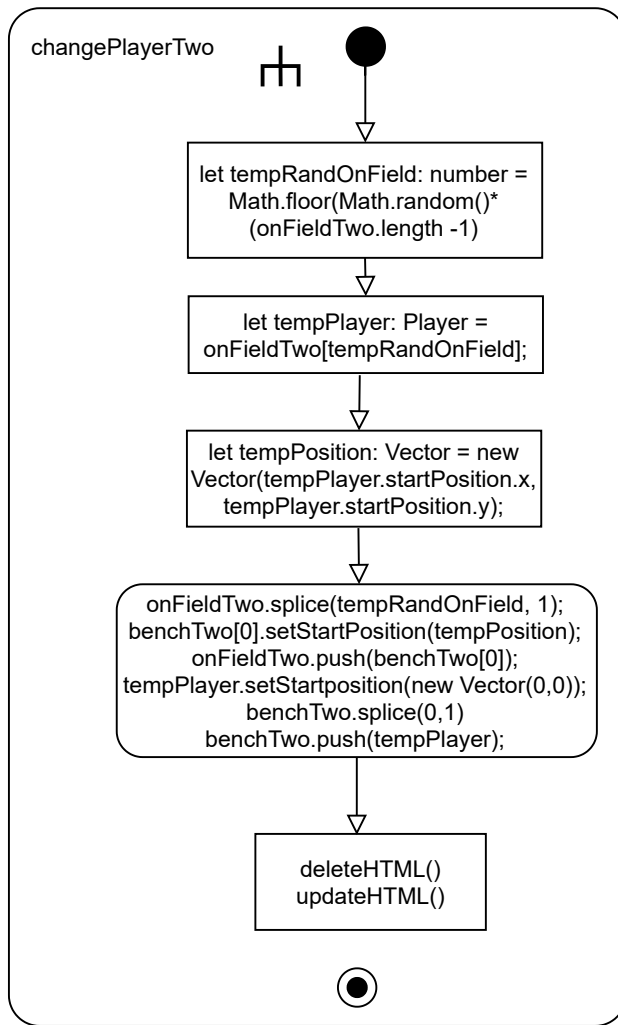 changePlayerTwo
let tempRandOnField: number =
Math.floor(Math.random()*
(onFieldTwo.length -1)
let tempPlayer: Player =
onFieldTwo[tempRandOnField];
let tempPosition: Vector = new
Vector(tempPlayer.startPosition.x,
tempPlayer.startPosition.y);
onFieldTwo.splice(tempRandOnField, 1);
benchTwo[0].setStartPosition(tempPosition);
onFieldTwo.push(benchTwo[0]);
tempPlayer.setStartposition(new Vector(0,0));
benchTwo.splice(0,1)
benchTwo.push(tempPlayer);
deleteHTML()
updateHTML()